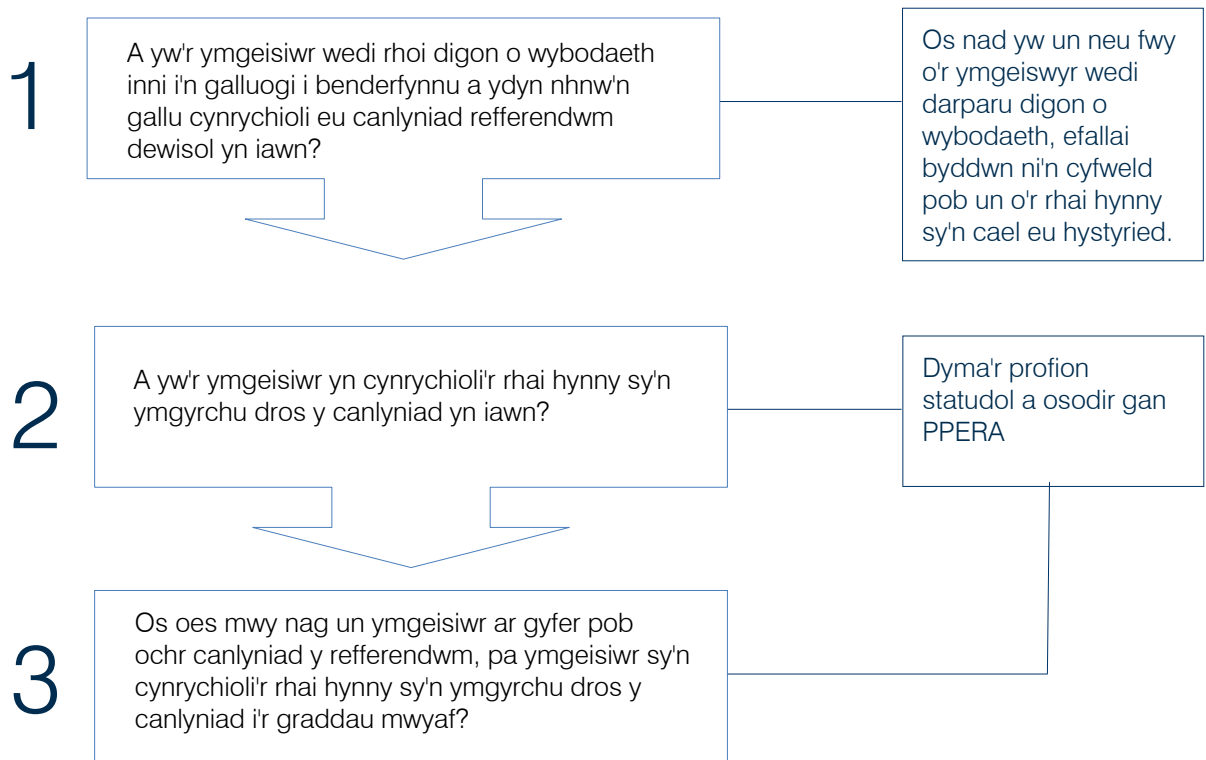 1
A yw'r ymgeisiwr wedi rhoi digon o wybodaeth
inni i'n galluogi i benderfynnu a ydyn nhnw'n
gallu cynrychioli eu canlyniad refferendwm
dewisol yn iawn?
Os nad yw un neu fwy
o'r ymgeiswyr wedi
darparu digon o
wybodaeth, efallai
byddwn ni'n cyfweld
pob un o'r rhai hynny
sy'n cael eu hystyried.
2
A yw'r ymgeisiwr yn cynrychioli'r rhai hynny sy'n
ymgyrchu dros y canlyniad yn iawn?
Dyma'r profion
statudol a osodir gan
PPERA
3
Os oes mwy nag un ymgeisiwr ar gyfer pob
ochr canlyniad y refferendwm, pa ymgeisiwr sy'n
cynrychioli'r rhai hynny sy'n ymgyrchu dros y
canlyniad i'r graddau mwyaf?